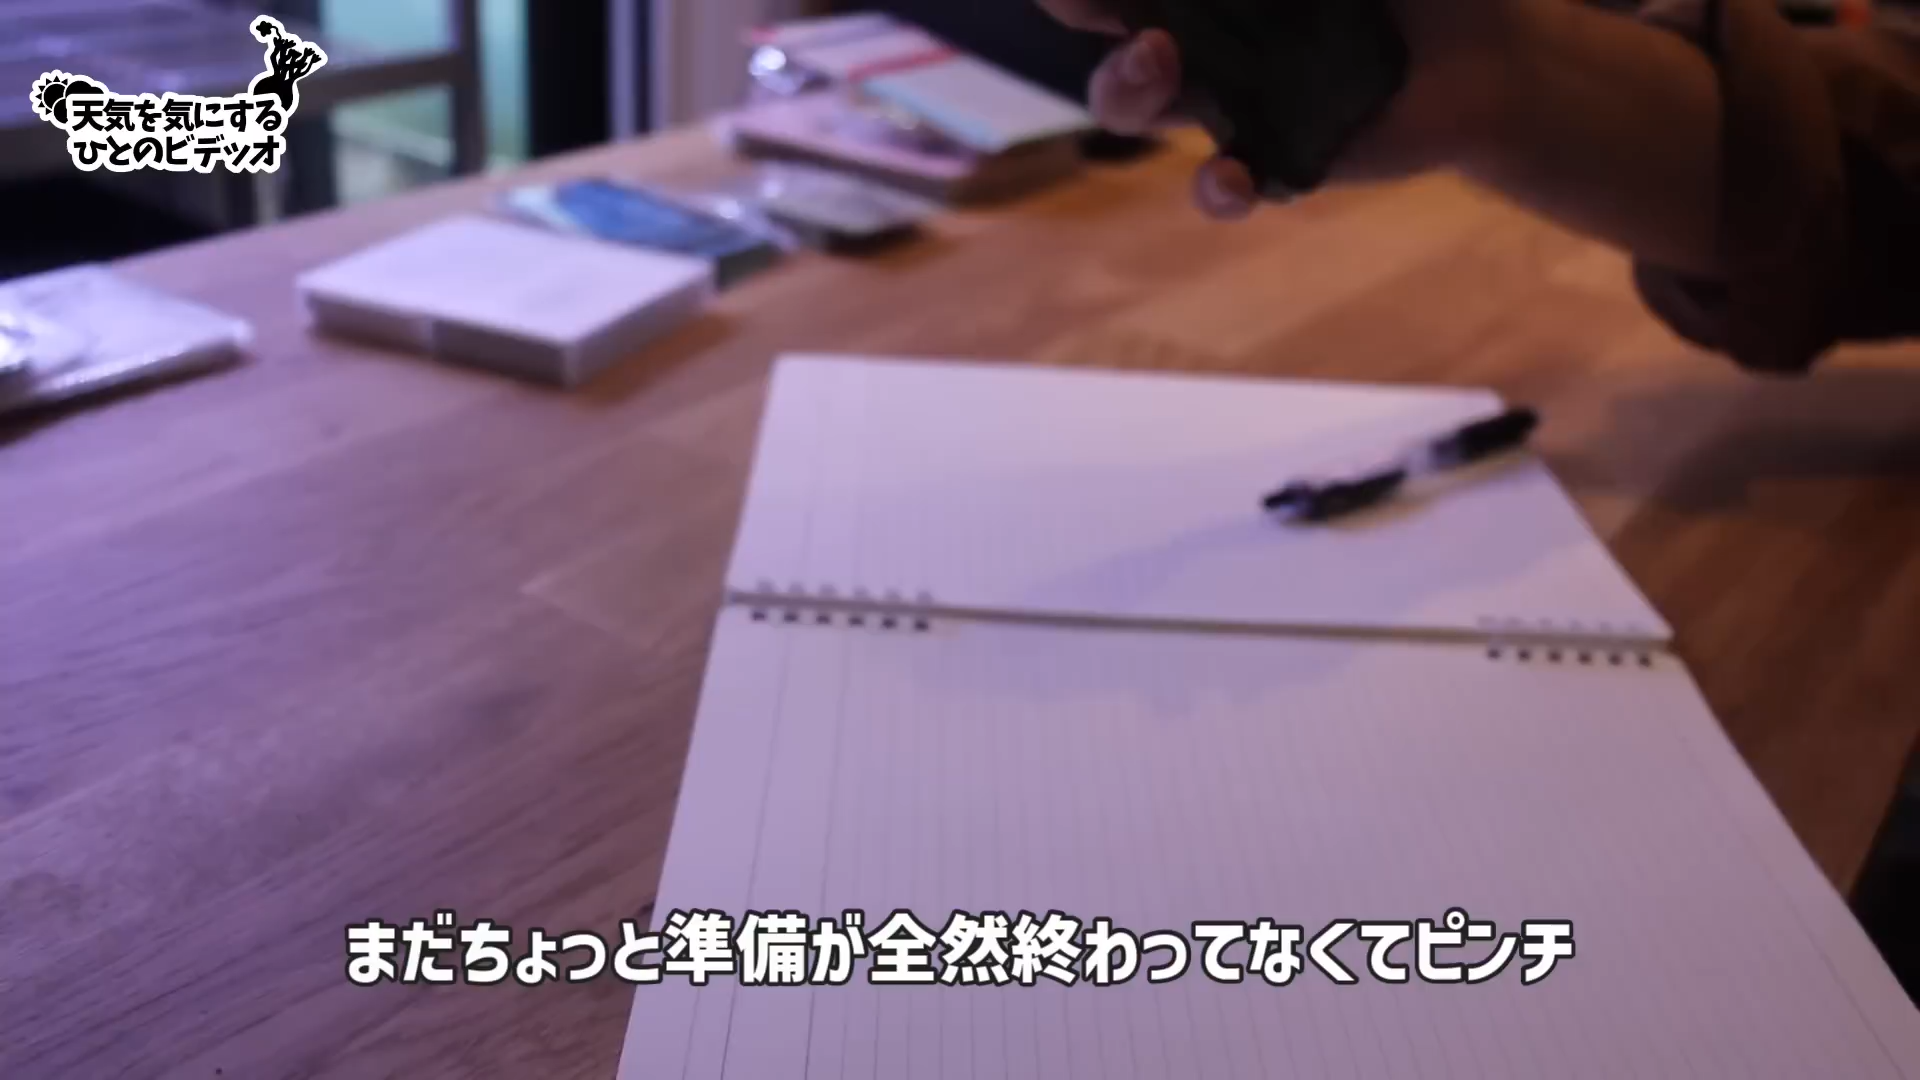 天気を気にする
ひとのビデオ
まだちょっと準備が全然終わってなくてピンチ